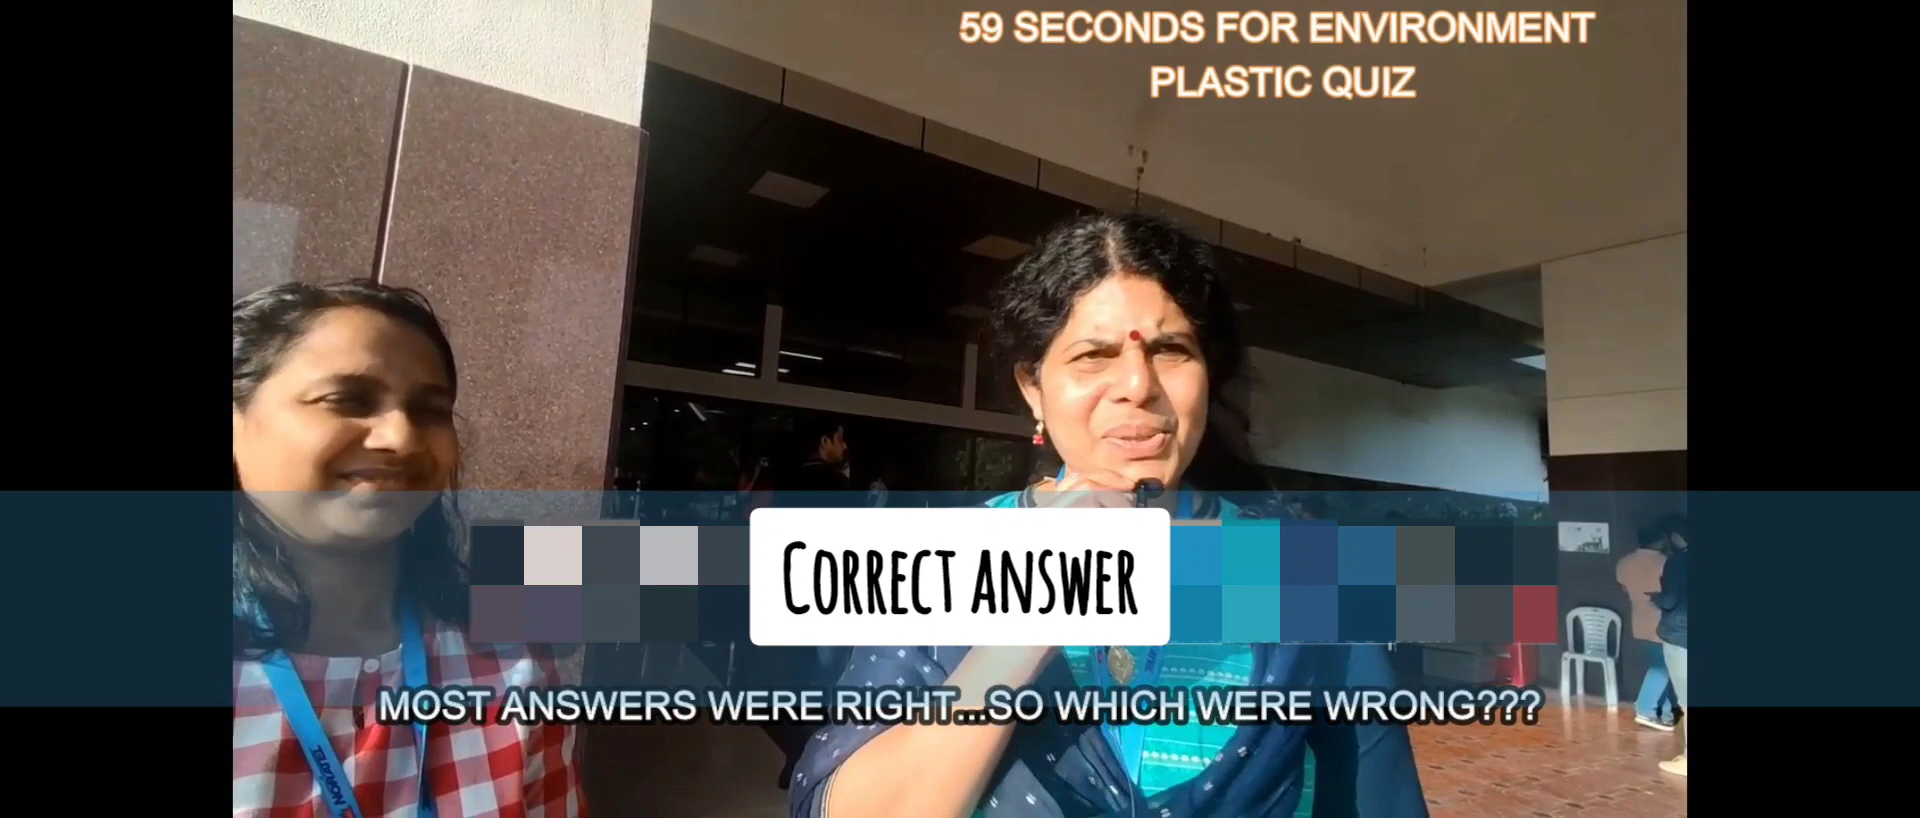 59 SECONDS FOR ENVIRONMENT
PLASTIC QUIZ
CORRECT ANSWER
MOST ANSWERS WERE RIGHT...SO WHICH WERE WRONG???